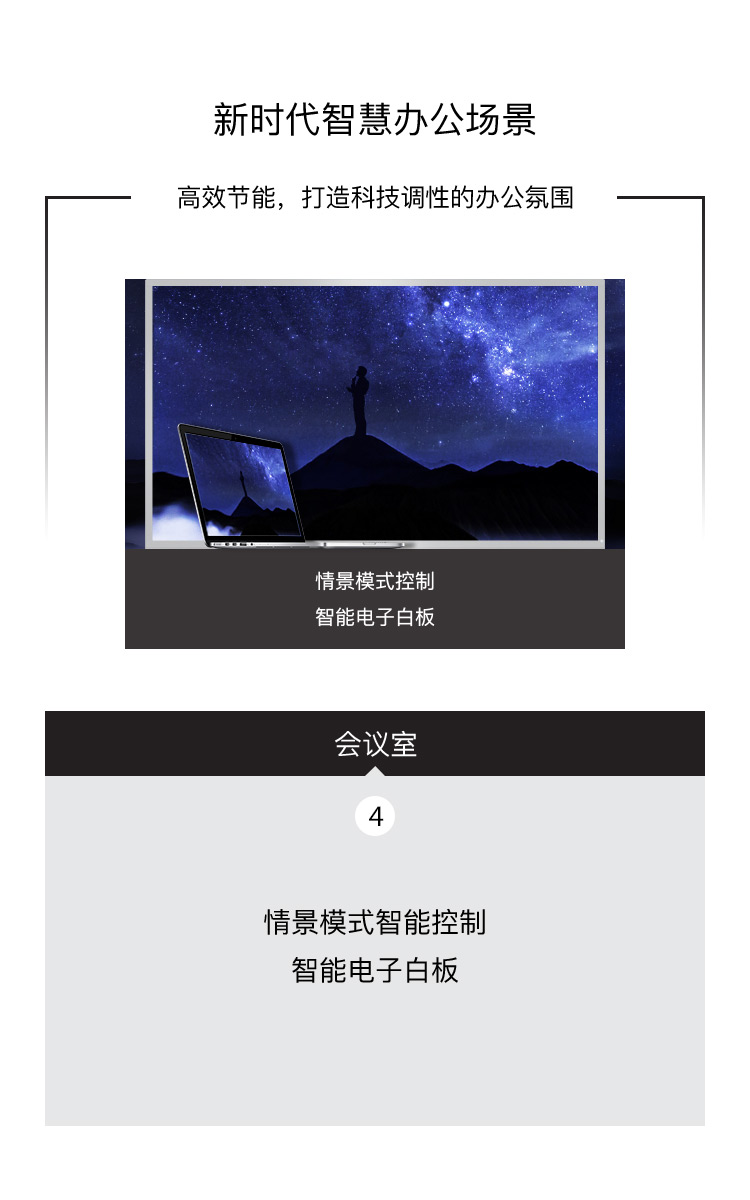 新时代智慧办公场景
高效节能，打造科技调性的办公氛围
情景模式控制
智能电子白板
会议室
4
情景模式智能控制
智能电子白板